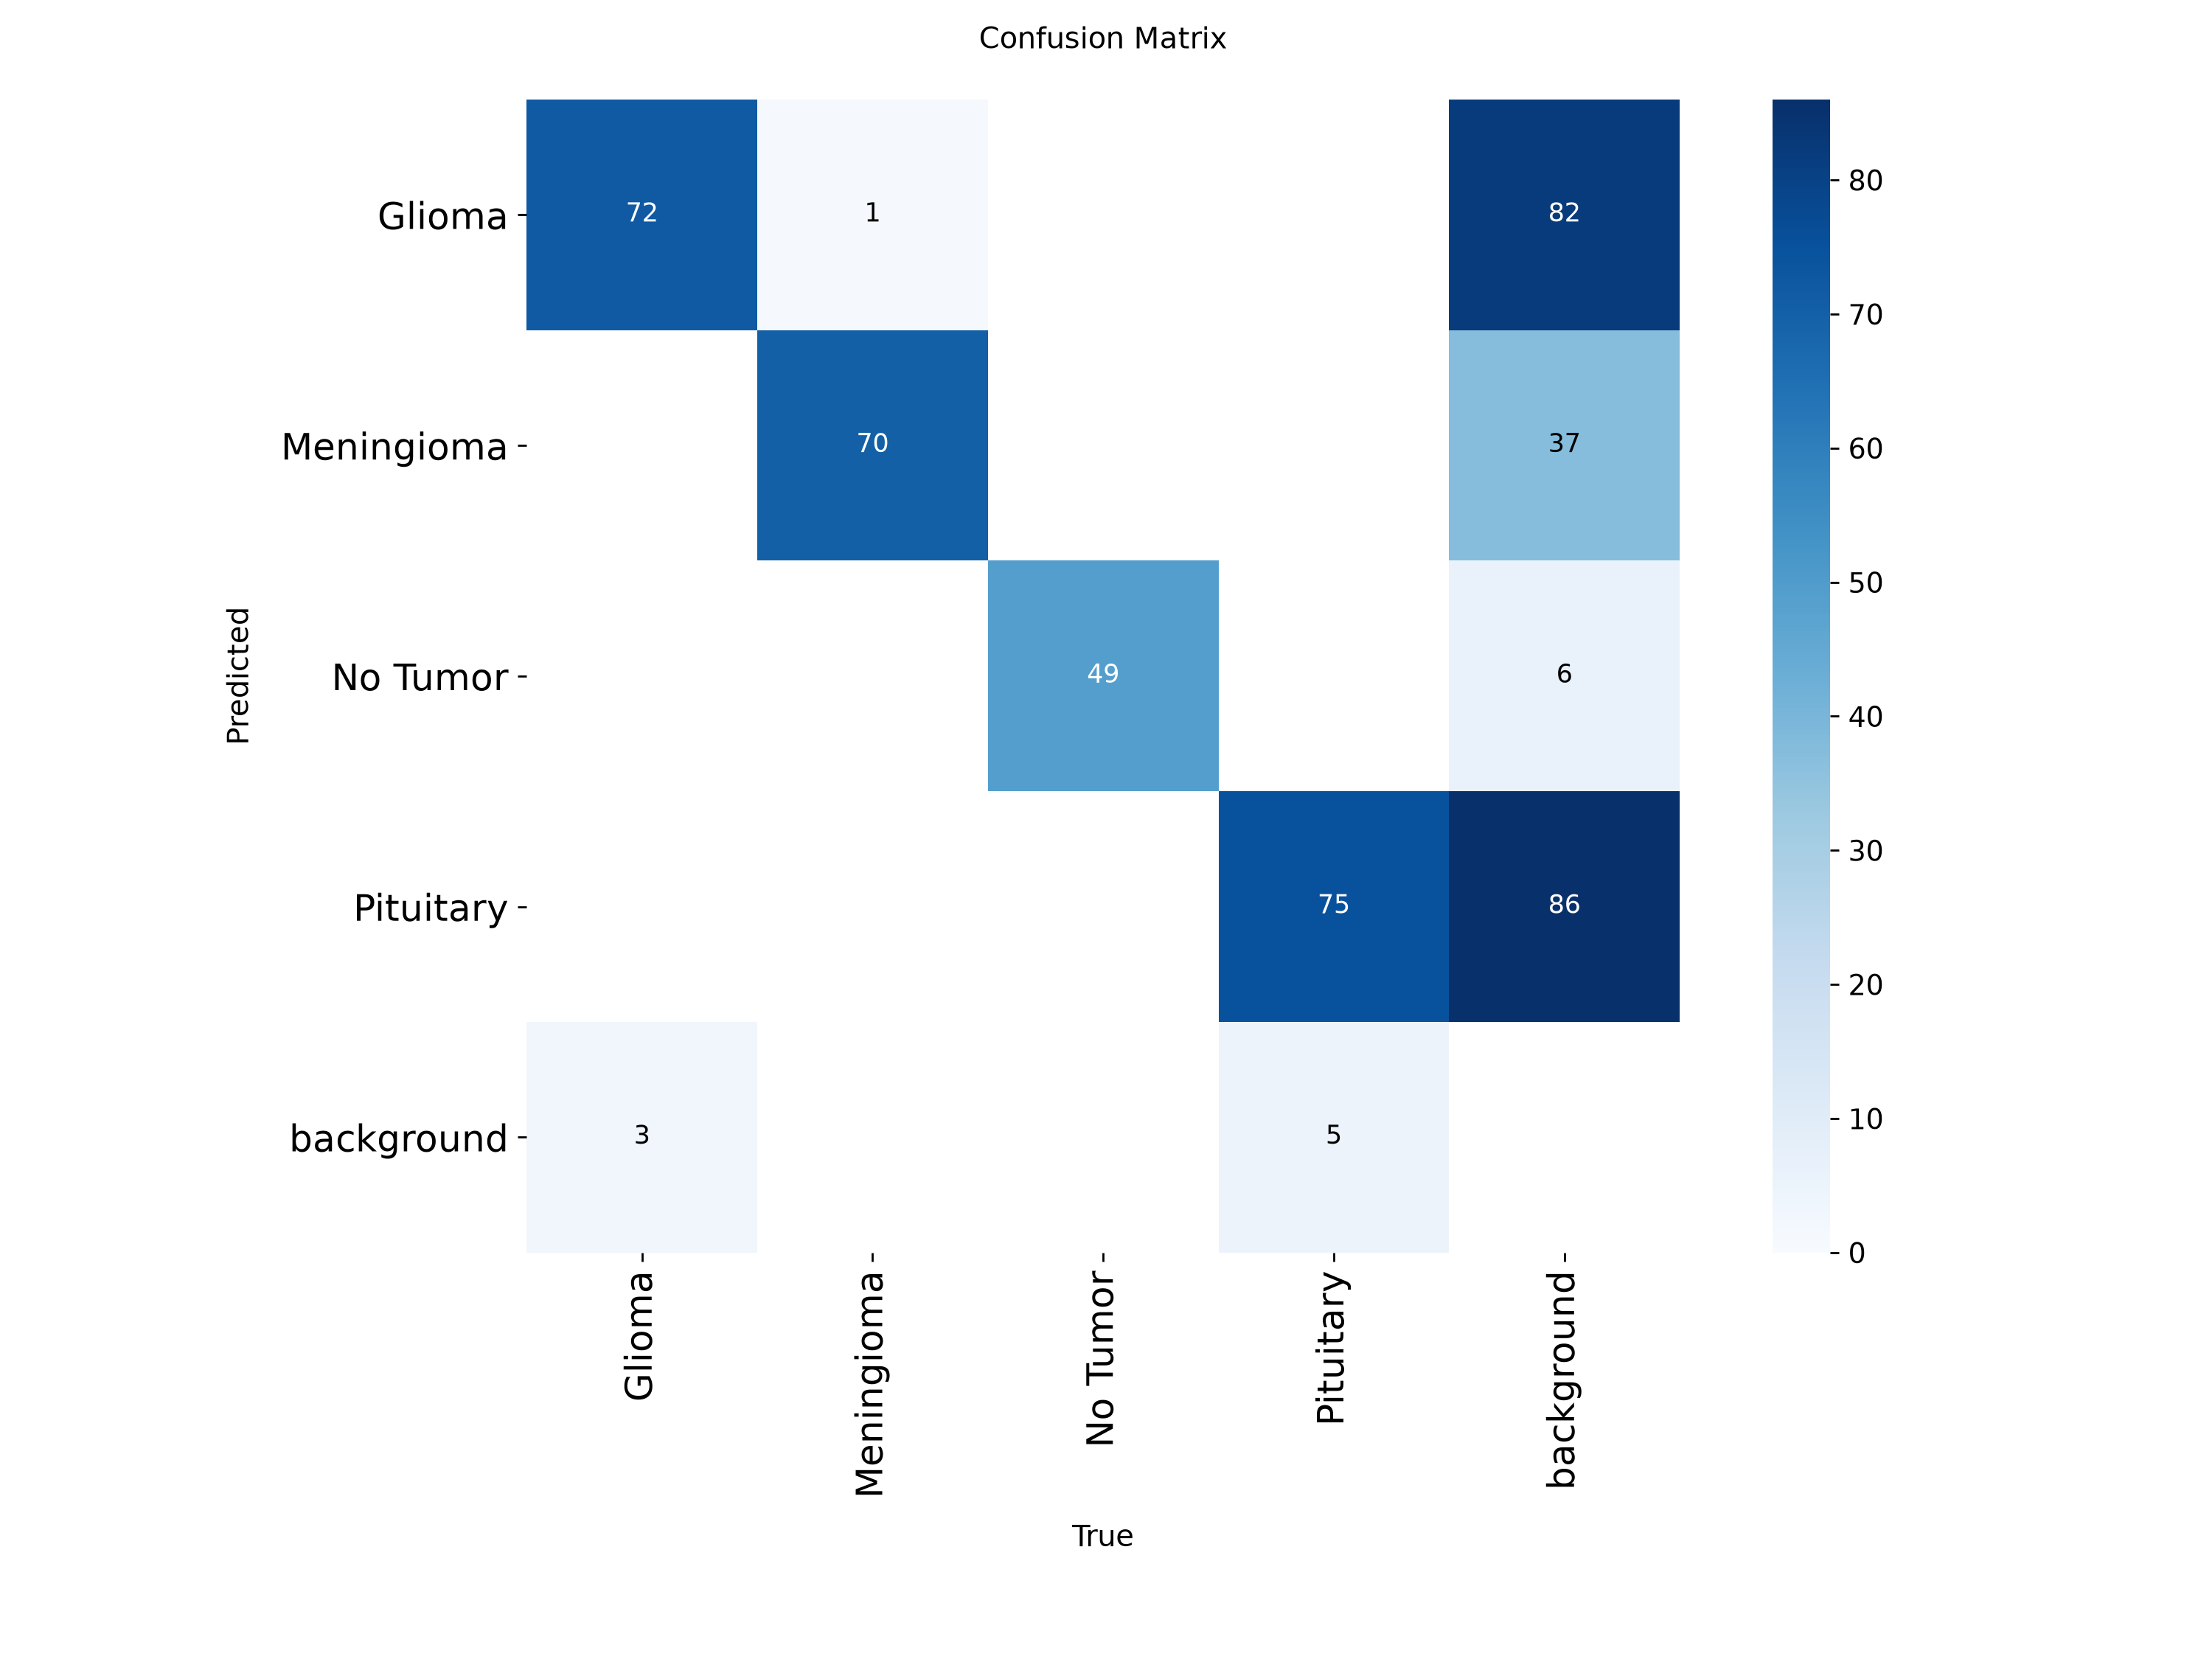 Confusion Matrix
Glioma
72
1
82
Meningioma
70
37
No Tumor
49
6
Pituitary
75
86
background
3
5
Predicted
Glioma
Meningioma
No Tumor
Pituitary
background
True
80
70
60
50
40
30
20
10
0